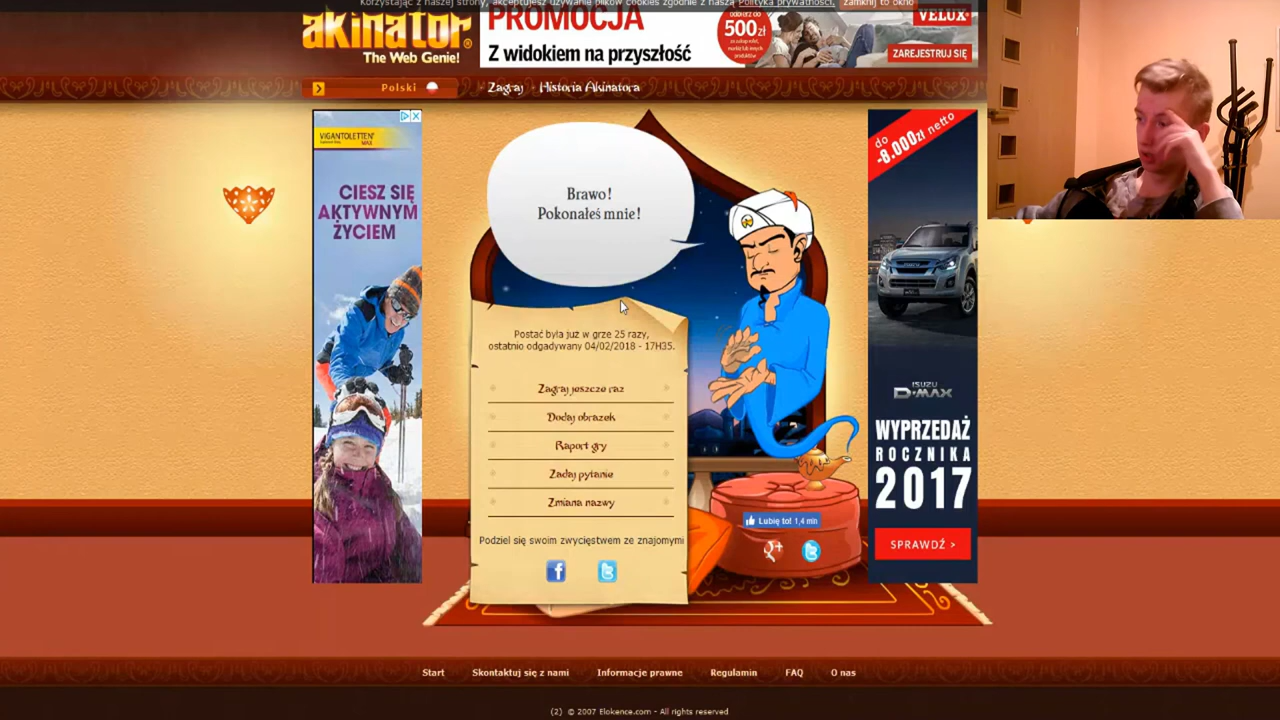 Korzystając z naszej strony, akceptujesz używanie plików cookies zgodnie z naszą Polityką prywatności. zamknij to okno
akinator®
The Web Genie!
PROMOCJA
Z widokiem na przyszłość
500zł
VELUX®
ZAREJESTRUJ SIĘ
Polski
Zagraj
Historia Akinatora
VIGANTOLETTEN®
MAX
CIESZ SIĘ
AKTYWNYM
ŻYCIEM
Brawo!
Pokonałeś mnie!
Postać była już w grze 25 razy,
ostatnio odgadywany 04/02/2018 - 17H35.
Zagraj jeszcze raz
Dodaj obrazek
Raport gry
Zadaj pytanie
Zmiana nazwy
Podziel się swoim zwycięstwem ze znajomymi
Lubię to! 1,4 mln
do
-8.000zł netto
ISUZU
D-MAX
WYPRZEDAŻ
ROCZNIKA
2017
SPRAWDŹ >
Start
Skontaktuj się z nami
Informacje prawne
Regulamin
FAQ
O nas
(2) © 2007 Elokence.com - All rights reserved